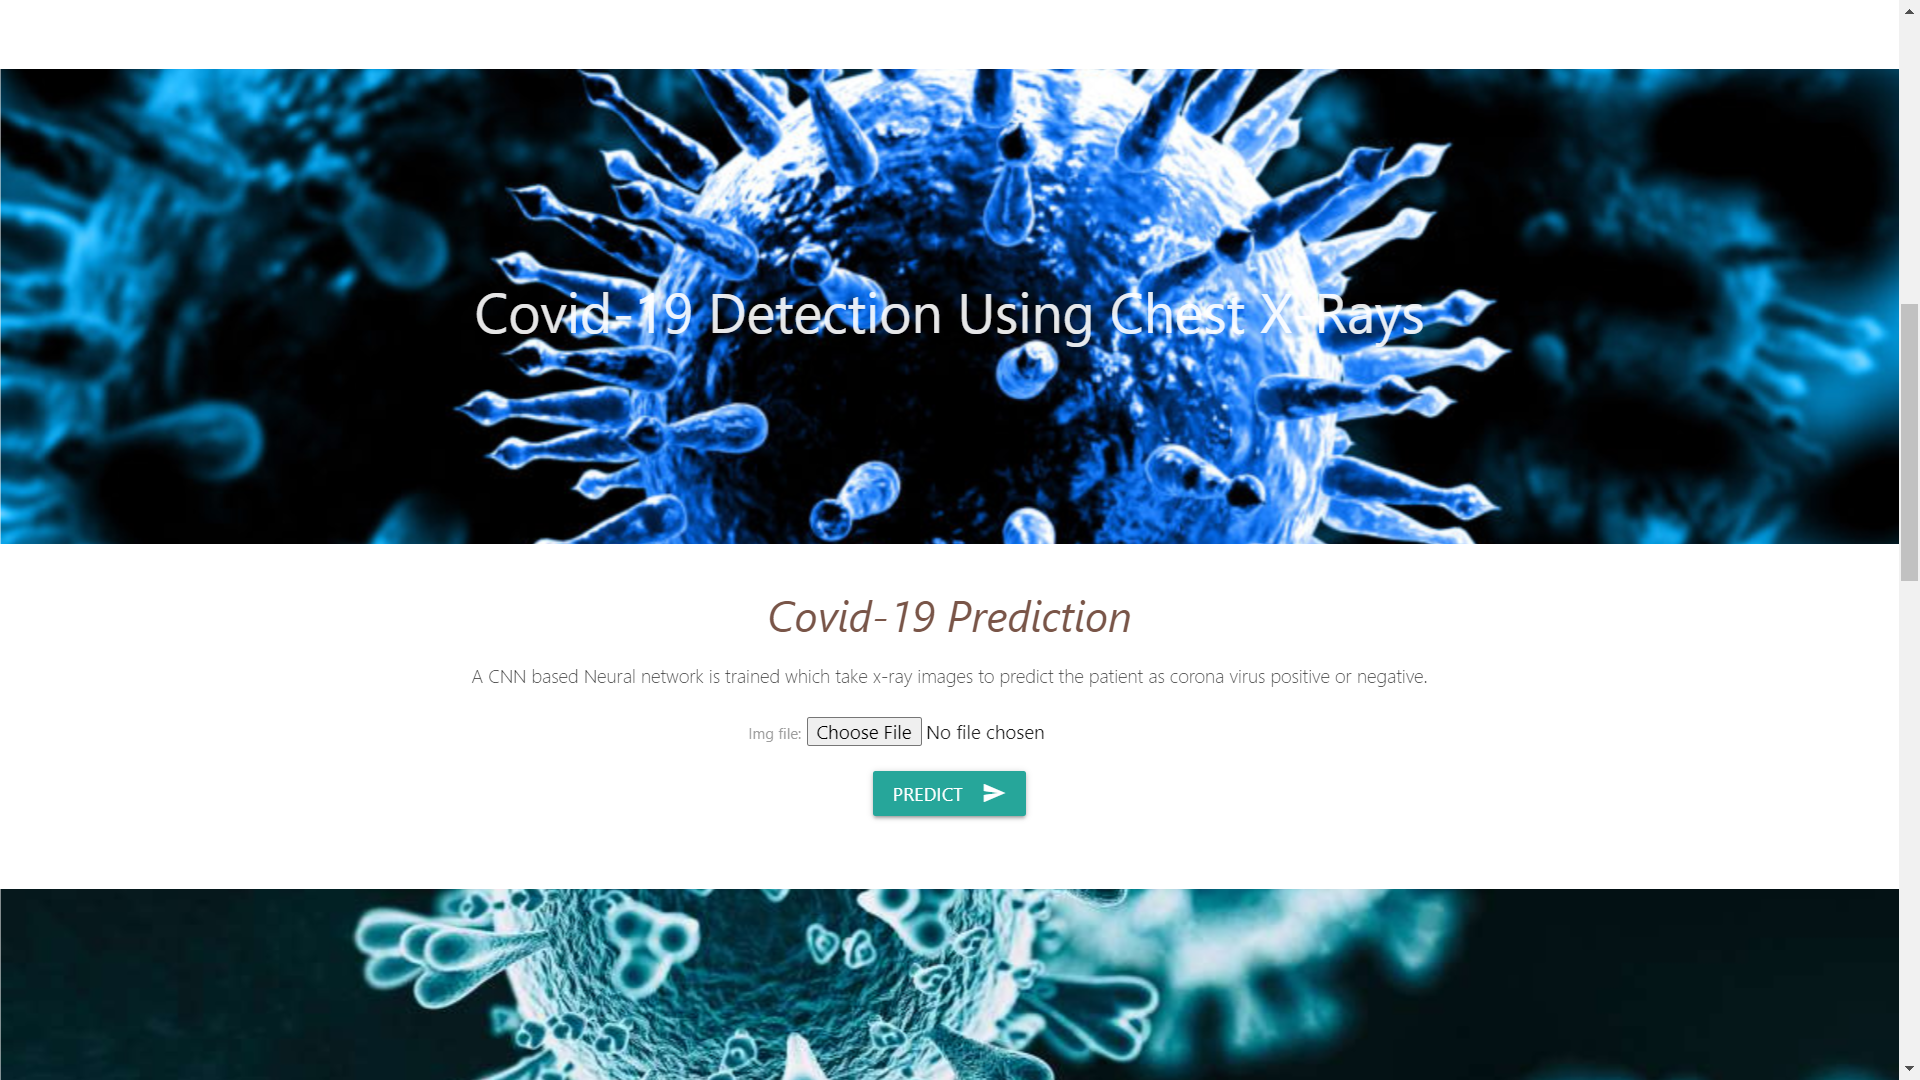 Covid-19 Detection Using Chest X-Rays
Covid-19 Prediction
A CNN based Neural network is trained which take x-ray images to predict the patient as corona virus positive or negative.
Img file: Choose File No file chosen
PREDICT